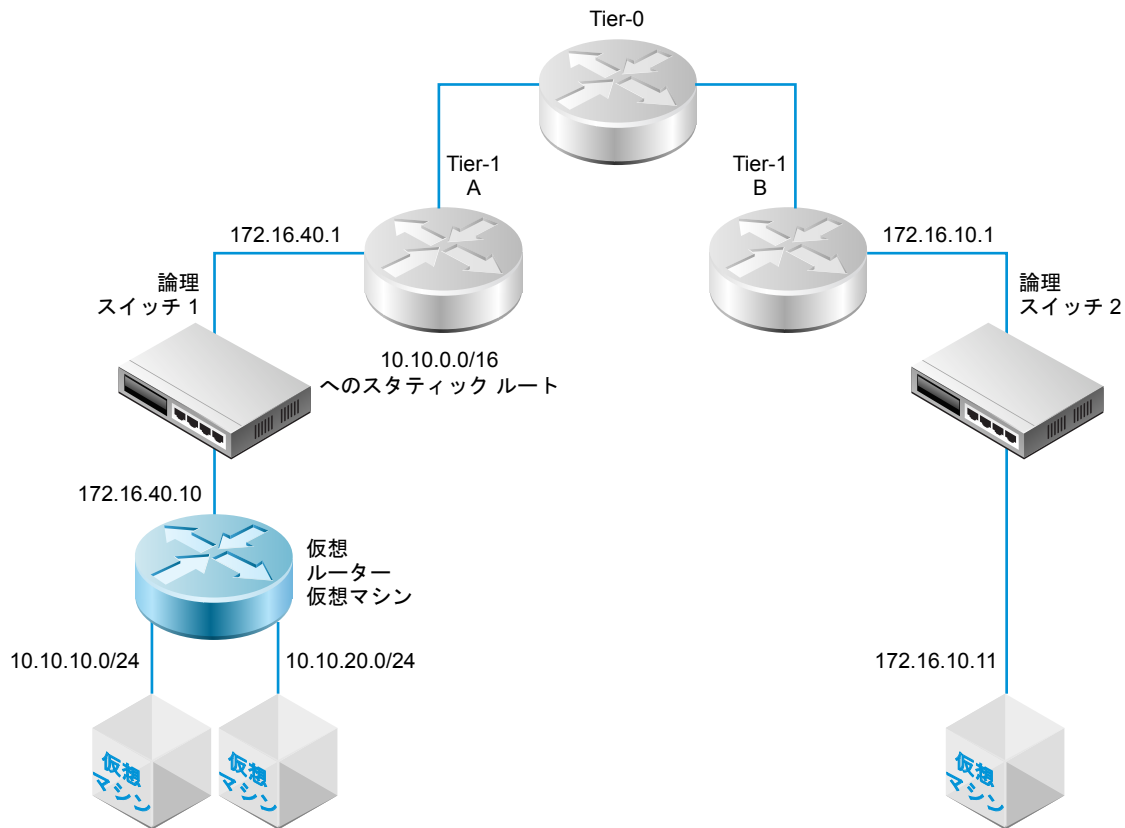 Tier-0
Tier-1
A
Tier-1
B
172.16.40.1
172.16.10.1
論理
スイッチ 1
論理
スイッチ 2
10.10.0.0/16
へのスタティック ルート
172.16.40.10
仮想
ルーター
仮想マシン
10.10.10.0/24
10.10.20.0/24
172.16.10.11
仮想
マシン
仮想
マシン
仮想
マシン